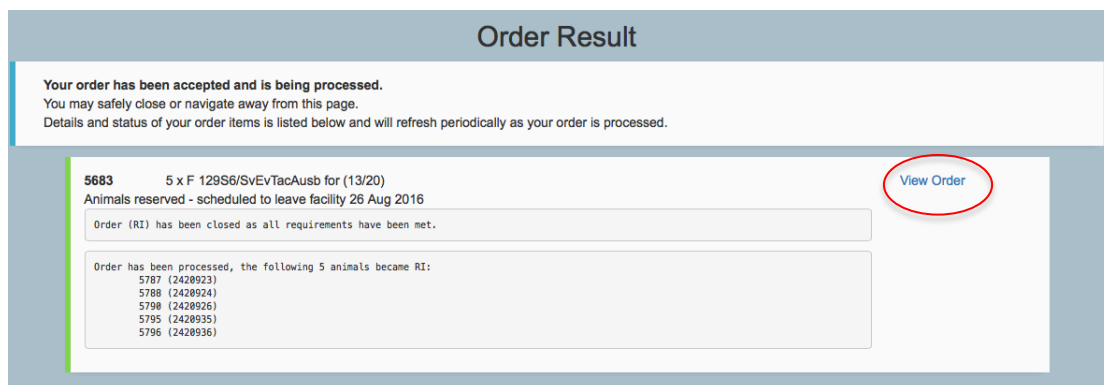 Order Result
Your order has been accepted and is being processed.
You may safely close or navigate away from this page.
Details and status of your order items is listed below and will refresh periodically as your order is processed.
5683 5 x F 129S6/SvEvTacAusb for (13/20) View Order
Animals reserved - scheduled to leave facility 26 Aug 2016
Order (RI) has been closed as all requirements have been met.
Order has been processed, the following 5 animals became RI:
5787 (2420923)
5788 (2420924)
5790 (2420926)
5795 (2420935)
5796 (2420936)